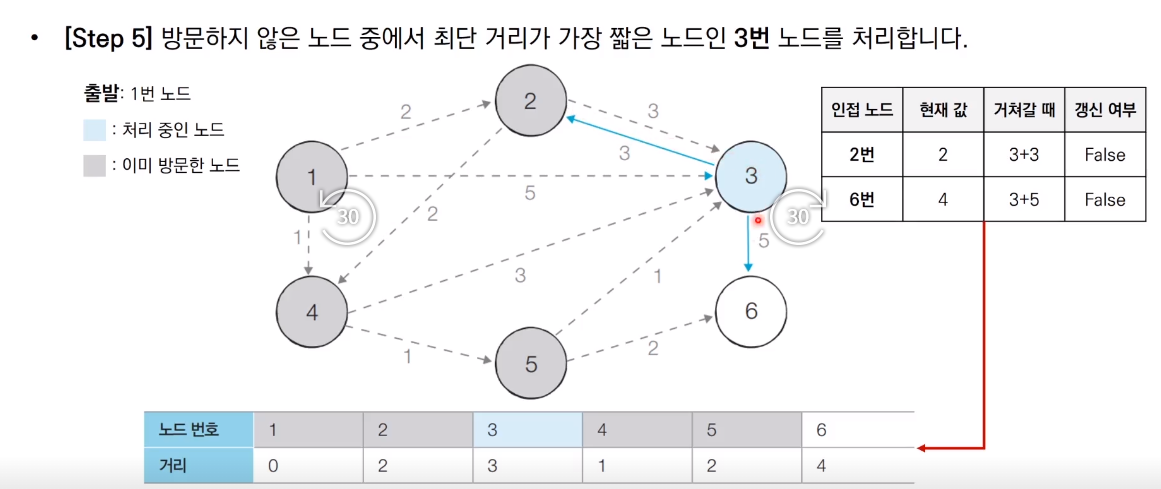 • [Step 5] 방문하지 않은 노드 중에서 최단 거리가 가장 짧은 노드인 3번 노드를 처리합니다.
출발: 1번 노드
: 처리 중인 노드
: 이미 방문한 노드
2
2
3
3
1
5
3
30
30
1
2
5
3
1
4
6
1
5
2
인접 노드 현재 값 거쳐갈 때 갱신 여부
2번 2 3+3 False
6번 4 3+5 False
노드 번호 1 2 3 4 5 6
거리 0 2 3 1 2 4